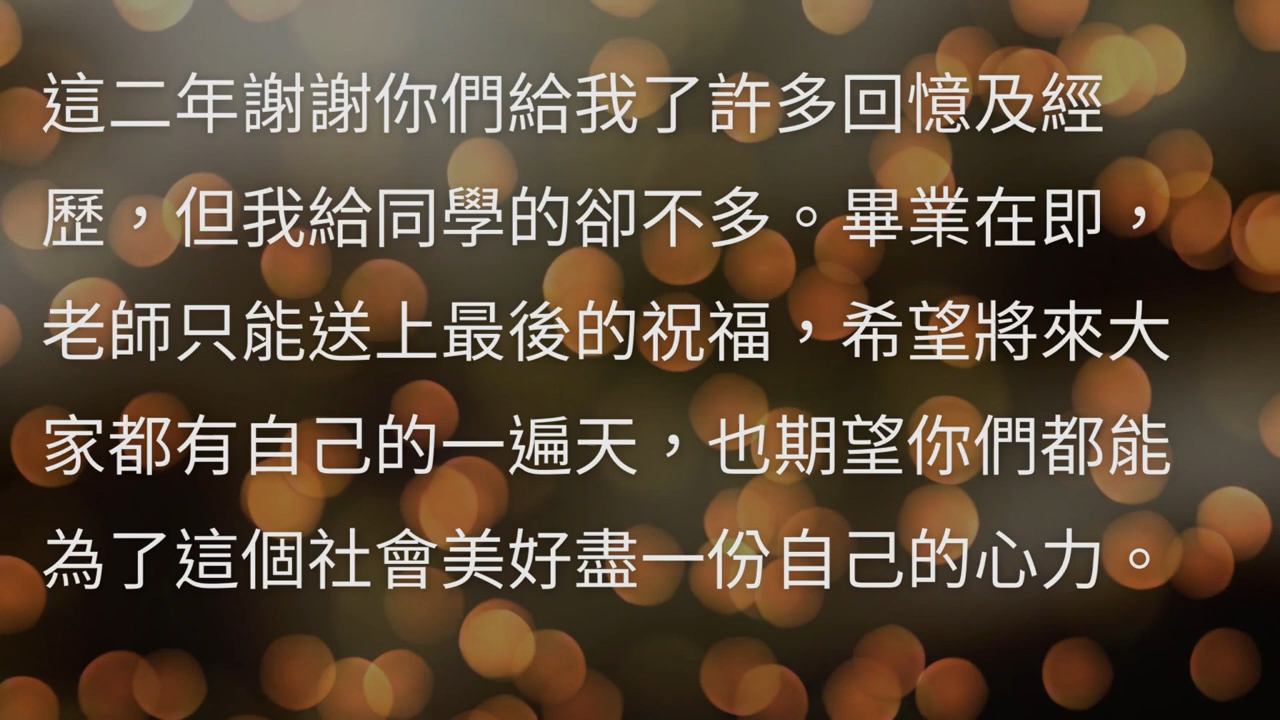 這二年謝謝你們給我了許多回憶及經
歷，但我給同學的卻不多。畢業在即，
老師只能送上最後的祝福，希望將來大
家都有自己的一遍天，也期望你們都能
為了這個社會美好盡一份自己的心力。